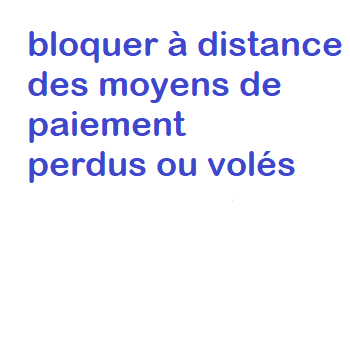 bloquer à distance
des moyens de
paiement
perdus ou volés